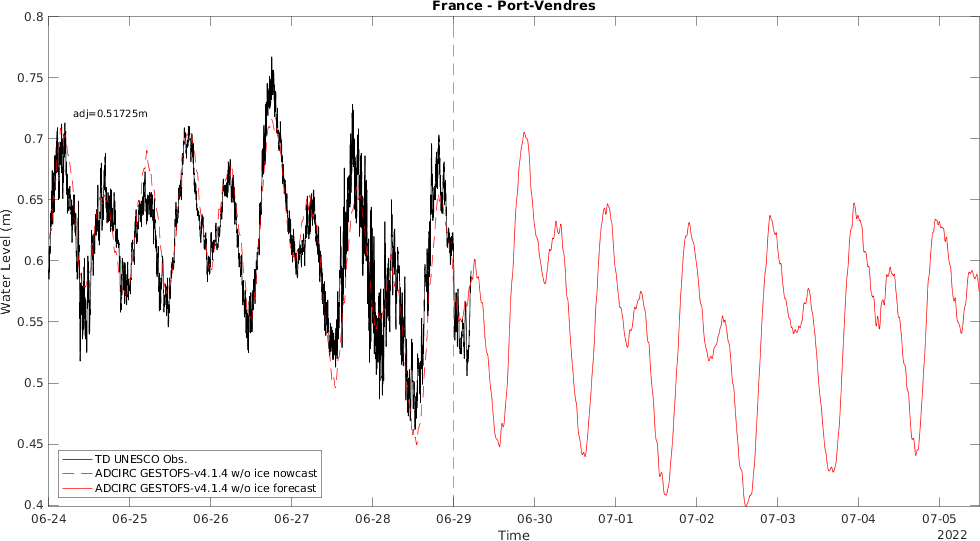 France - Port-Vendres
0.8
0.75
0.7
0.65
0.6
0.55
0.5
0.45
0.4
Water Level (m)
adj=0.51725m
TD UNESCO Obs.
ADCIRC GESTOFS-v4.1.4 w/o ice nowcast
ADCIRC GESTOFS-v4.1.4 w/o ice forecast
06-24 06-25 06-26 06-27 06-28 06-29 06-30 07-01 07-02 07-03 07-04 07-05
Time
2022